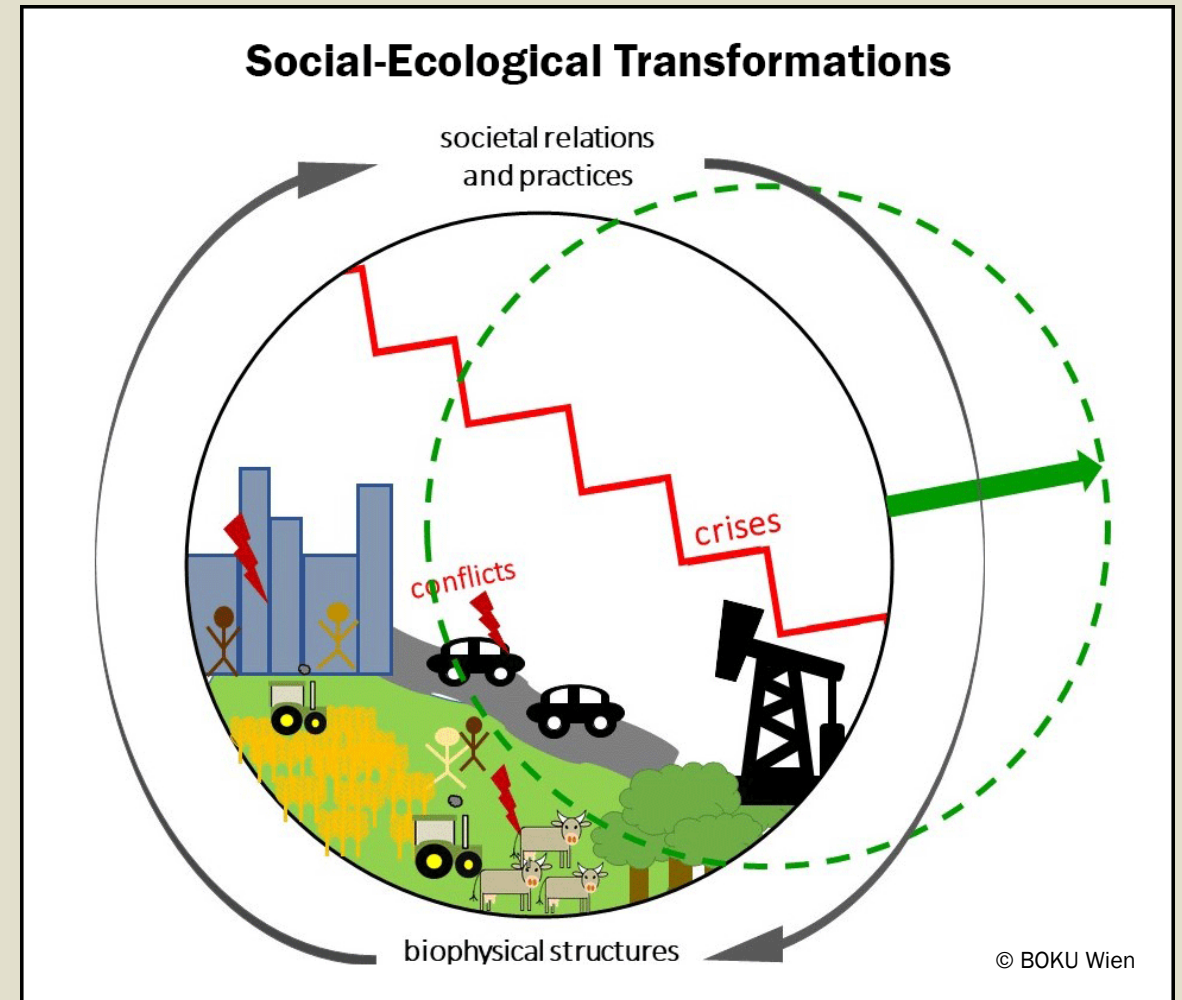 Social-Ecological Transformations
societal relations
and practices
crises
conflicts
biophysical structures
© BOKU Wien